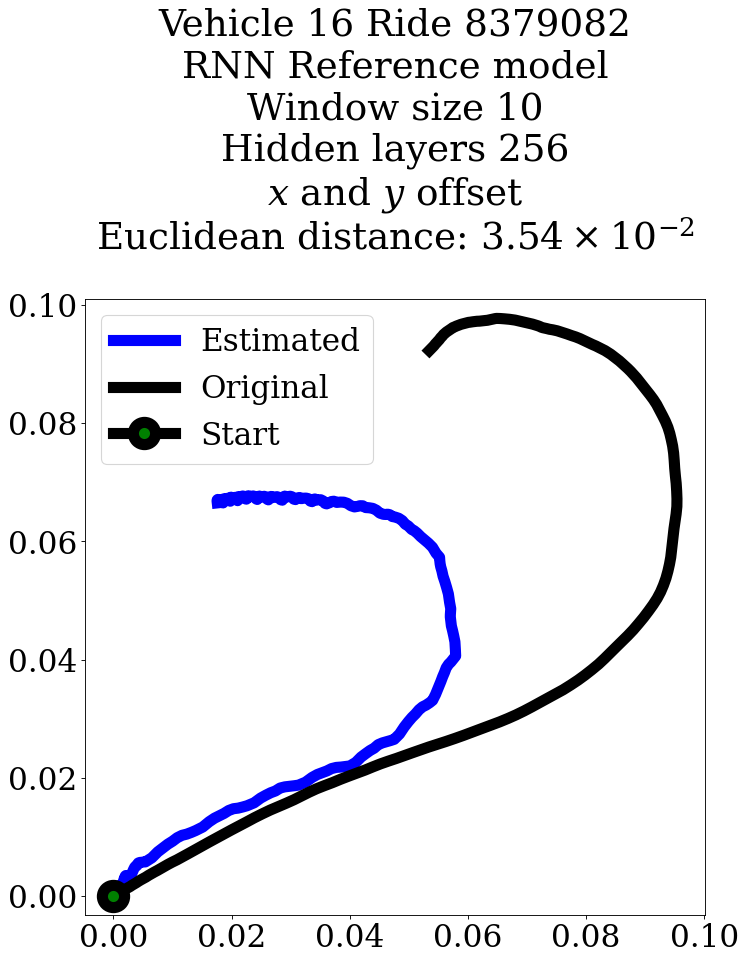 Vehicle 16 Ride 8379082
RNN Reference model
Window size 10
Hidden layers 256
x and y offset
Euclidean distance: 3.54 × 10⁻²
Estimated
Original
Start
0.10
0.08
0.06
0.04
0.02
0.00
0.00 0.02 0.04 0.06 0.08 0.10